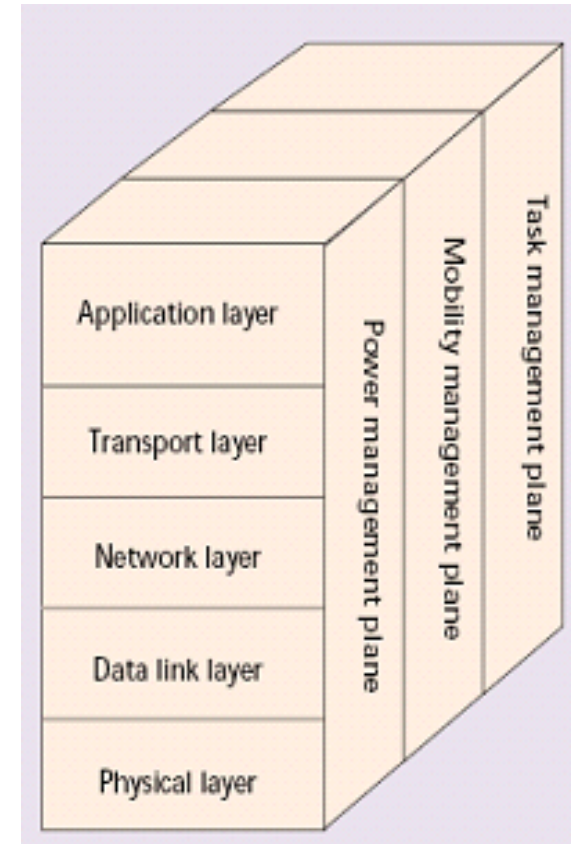 Application layer
Transport layer
Network layer
Data link layer
Physical layer
Power management plane
Mobility management plane
Task management plane